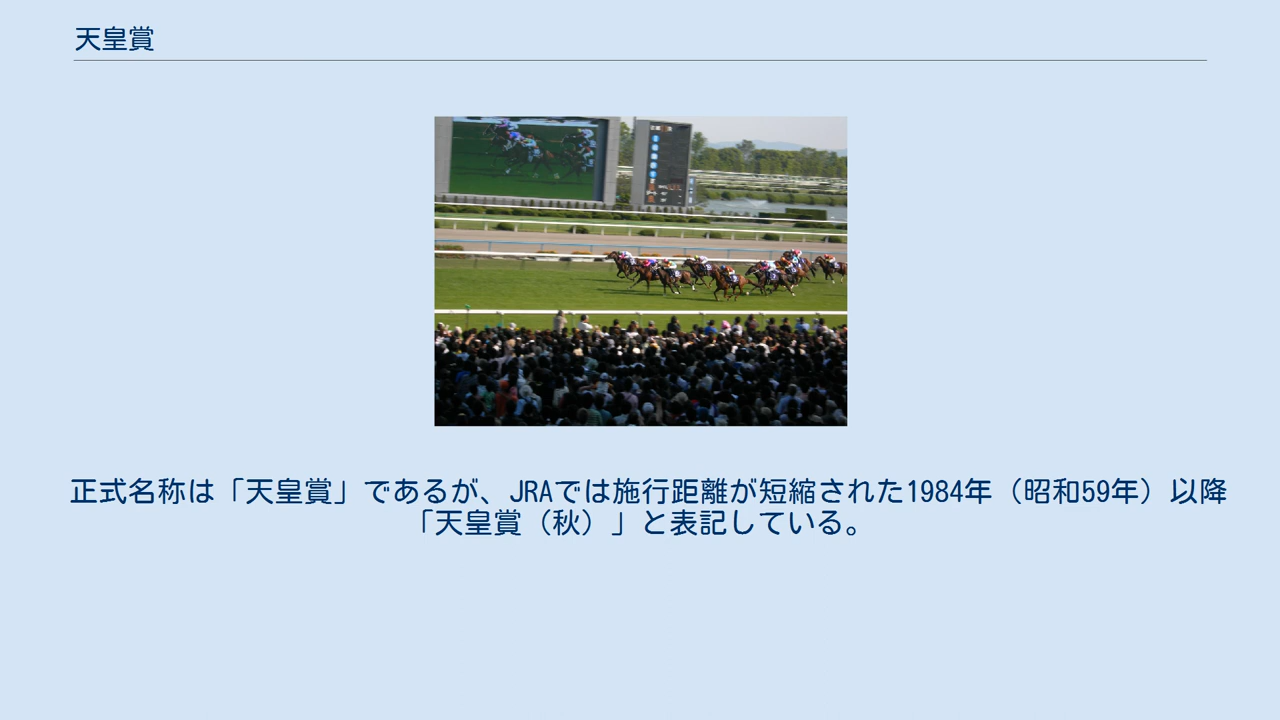 天皇賞
正式名称は「天皇賞」であるが、JRAでは施行距離が短縮された1984年（昭和59年）以降
「天皇賞（秋）」と表記している。